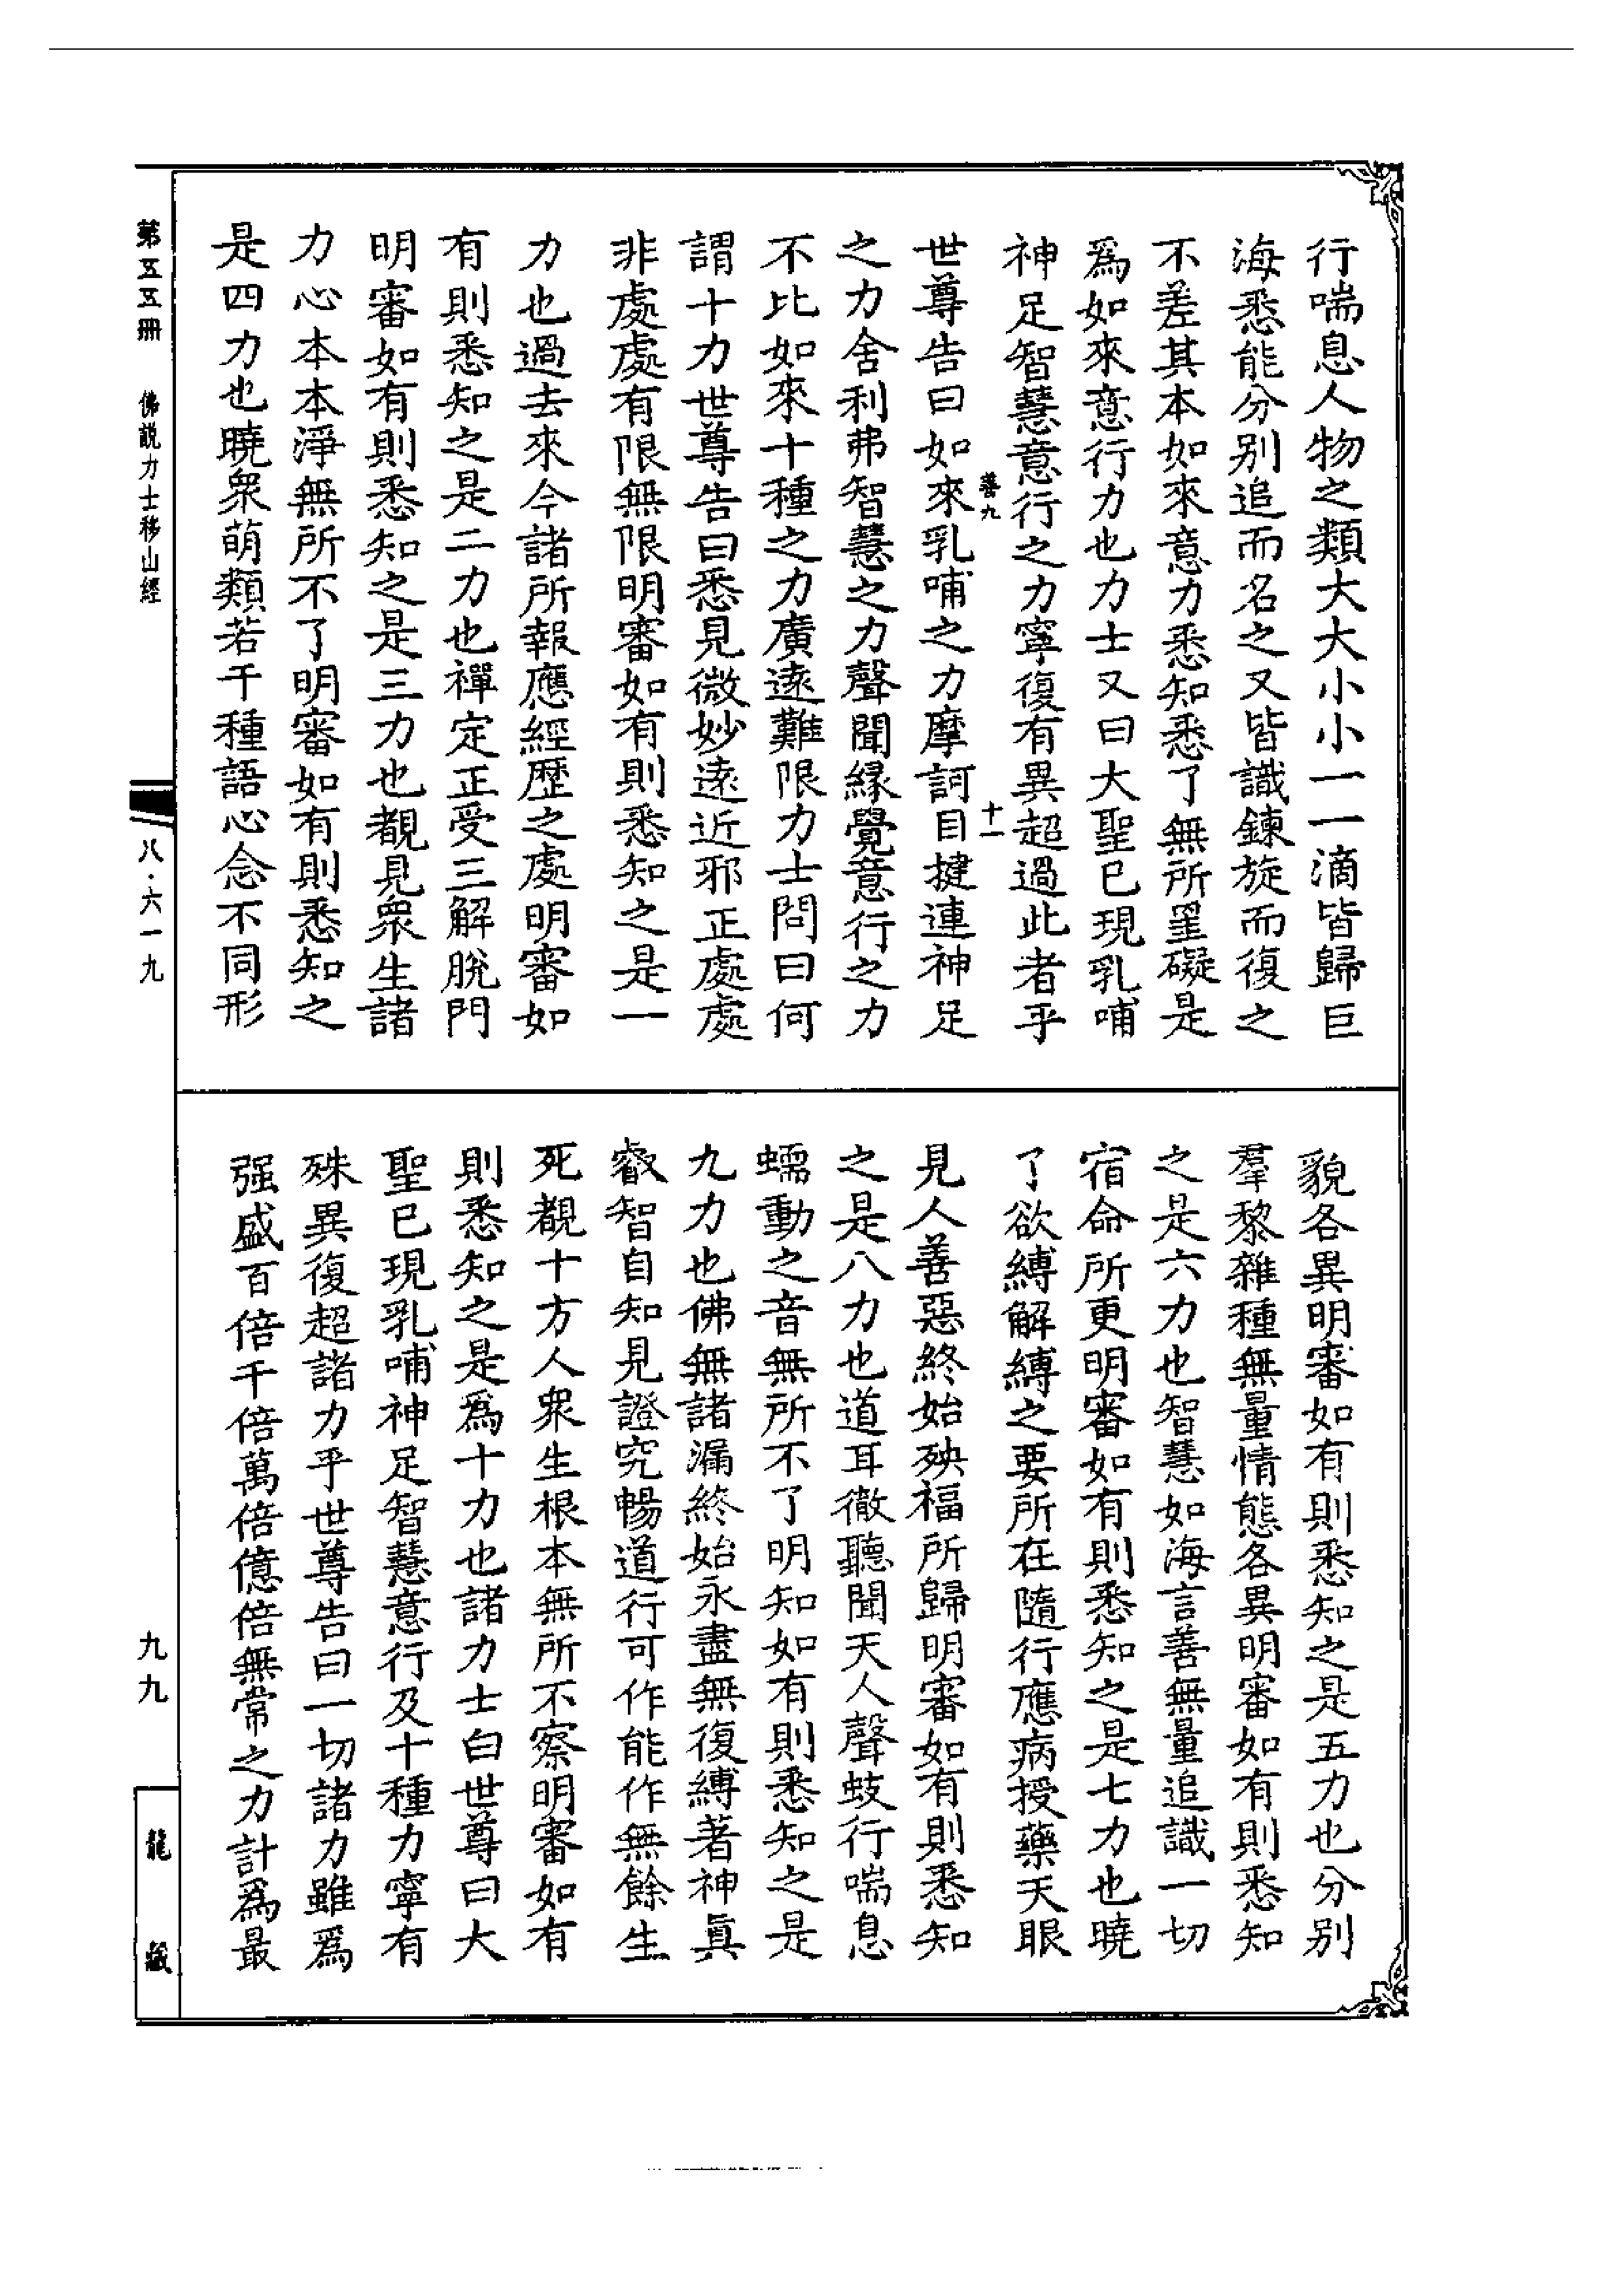 行喘息人物之類大大小小一一滴皆歸巨
海悉能分别追而名之又皆識鍊旋而復之
不差其本如來意力悉知悉了無所罣礙是
爲如來意行力也力士又曰大聖已現乳哺
神足智慧意行之力寧復有異超過此者乎
善九 十一
世尊告曰如來乳哺之力摩訶目揵連神足
之力舍利弗智慧之力聲聞緣覺意行之力
不比如來十種之力廣遠難限力士問曰何
謂十力世尊告曰悉見微妙遠近邪正處處
非處處有限無限明審如有則悉知之是一
力也過去來今諸所報應經歷之處明審如
有則悉知之是二力也禪定正受三解脫門
明審如有則悉知之是三力也覩見衆生諸
力心本本淨無所不了明審如有則悉知之
是四力也曉衆萌類若干種語心念不同形
貌各異明審如有則悉知之是五力也分别
羣黎雜種無量情態各異明審如有則悉知
之是六力也智慧如海言善無量追識一切
宿命所更明審如有則悉知之是七力也曉
了欲縛解縛之要所在隨行應病授藥天眼
見人善惡終始殃福所歸明審如有則悉知
之是八力也道耳徹聽聞天人聲蚑行喘息
蠕動之音無所不了明知如有則悉知之是
九力也佛無諸漏終始永盡無復縛著神眞
叡智自知見證究暢道行可作能作無餘生
死覩十方人衆生根本無所不察明審如有
則悉知之是爲十力也諸力士白世尊曰大
聖已現乳哺神足智慧意行及十種力寧有
殊異復超諸力乎世尊告曰一切諸力雖爲
强盛百倍千倍萬倍億倍無常之力計爲最
第五五冊 佛說力士移山經
八·六一九
九九
龍藏